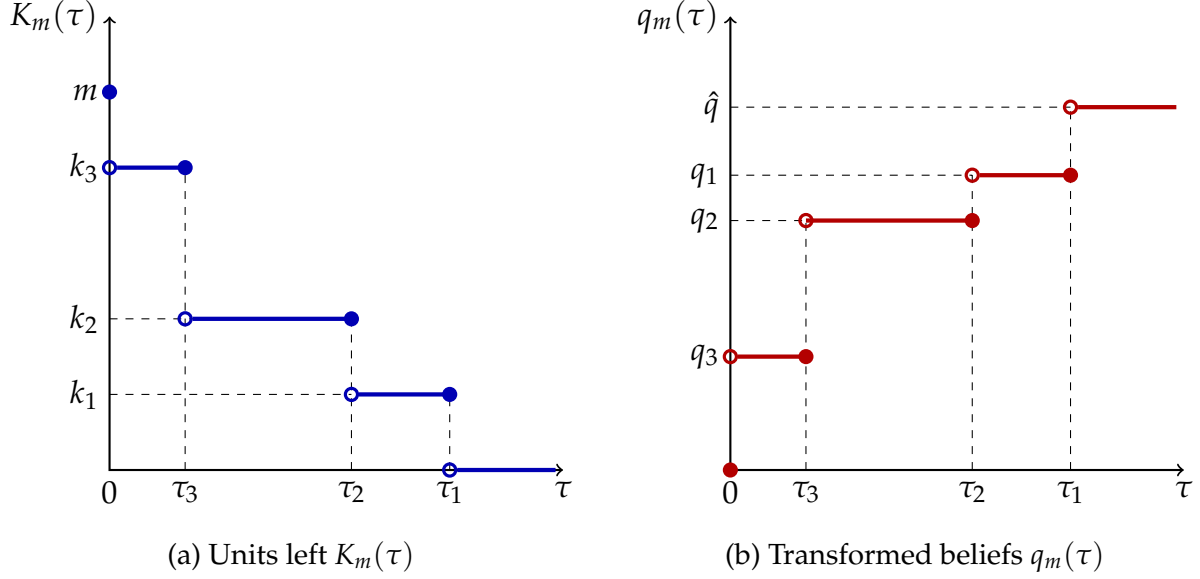 K_m(τ)
m
k_3
k_2
k_1
0
τ_3
τ_2
τ_1
τ
(a) Units left K_m(τ)
q_m(τ)
q̂
q_1
q_2
q_3
0
τ_3
τ_2
τ_1
τ
(b) Transformed beliefs q_m(τ)